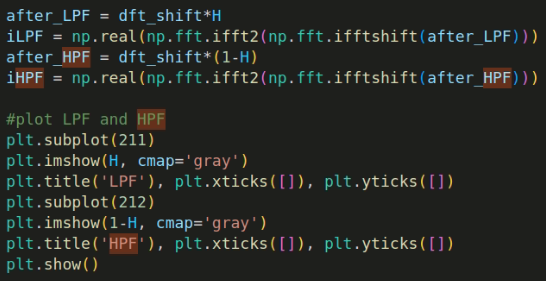 after_LPF = dft_shift*H
iLPF = np.real(np.fft.ifft2(np.fft.ifftshift(after_LPF)))
after_HPF = dft_shift*(1-H)
iHPF = np.real(np.fft.ifft2(np.fft.ifftshift(after_HPF)))
#plot LPF and HPF
plt.subplot(211)
plt.imshow(H, cmap='gray')
plt.title('LPF'), plt.xticks([]), plt.yticks([])
plt.subplot(212)
plt.imshow(1-H, cmap='gray')
plt.title('HPF'), plt.xticks([]), plt.yticks([])
plt.show()